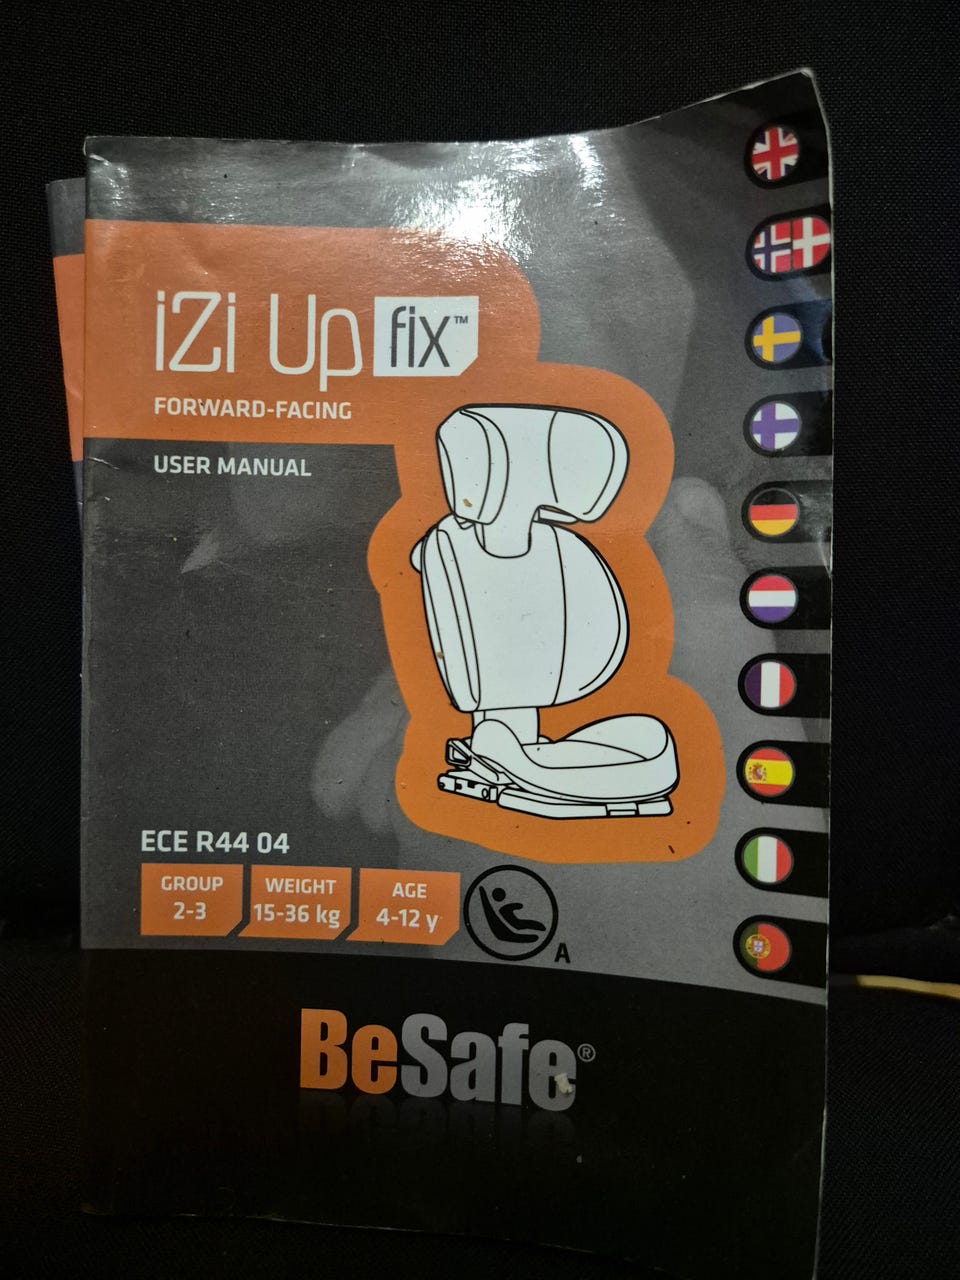 iZi Up fix™
FORWARD-FACING
USER MANUAL
ECE R44 04
GROUP
2-3
WEIGHT
15-36 kg
AGE
4-12 y
A
BeSafe®